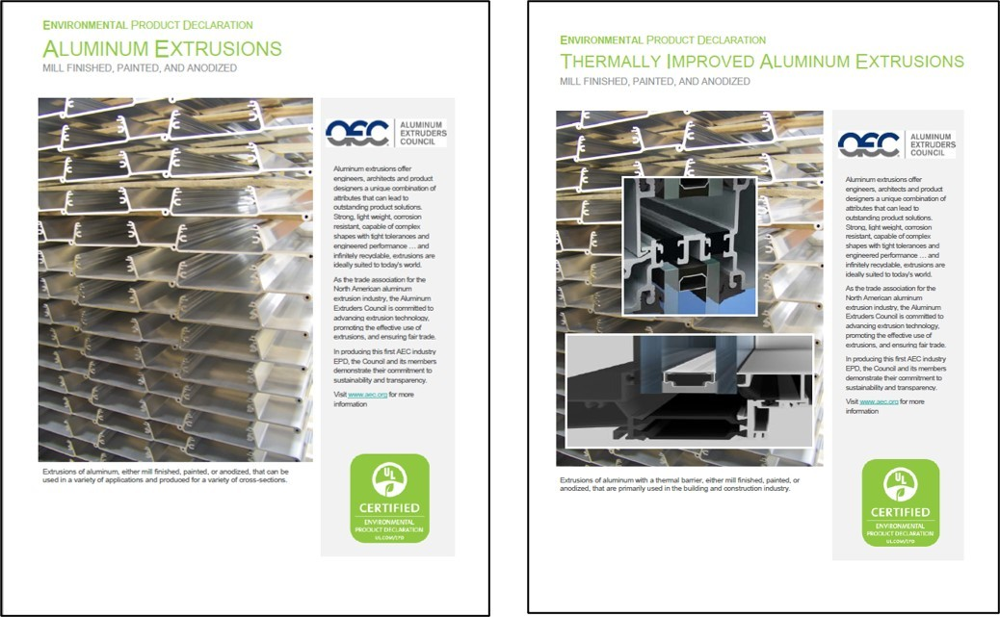 ENVIRONMENTAL PRODUCT DECLARATION
ALUMINUM EXTRUSIONS
MILL FINISHED, PAINTED, AND ANODIZED
AEC
ALUMINUM
EXTRUDERS
COUNCIL
Aluminum extrusions offer
engineers, architects and product
designers a unique combination of
attributes that can lead to
outstanding product solutions.
Strong, light weight, corrosion
resistant, capable of complex
shapes with tight tolerances and
engineered performance … and
infinitely recyclable, extrusions are
ideally suited to today's world.
As the trade association for the
North American aluminum
extrusion industry, the Aluminum
Extruders Council is committed to
advancing extrusion technology,
promoting the effective use of
extrusions, and ensuring fair trade.
In producing this first AEC industry
EPD, the Council and its members
demonstrate their commitment to
sustainability and transparency.
Visit www.aec.org for more
information
Extrusions of aluminum, either mill finished, painted, or anodized, that can be
used in a variety of applications and produced for a variety of cross-sections.
UL
CERTIFIED
ENVIRONMENTAL
PRODUCT DECLARATION
UL.COM/EPD
ENVIRONMENTAL PRODUCT DECLARATION
THERMALLY IMPROVED ALUMINUM EXTRUSIONS
MILL FINISHED, PAINTED, AND ANODIZED
AEC
ALUMINUM
EXTRUDERS
COUNCIL
Aluminum extrusions offer
engineers, architects and product
designers a unique combination of
attributes that can lead to
outstanding product solutions.
Strong, light weight, corrosion
resistant, capable of complex
shapes with tight tolerances and
engineered performance … and
infinitely recyclable, extrusions are
ideally suited to today's world.
As the trade association for the
North American aluminum
extrusion industry, the Aluminum
Extruders Council is committed to
advancing extrusion technology,
promoting the effective use of
extrusions, and ensuring fair trade.
In producing this first AEC industry
EPD, the Council and its members
demonstrate their commitment to
sustainability and transparency.
Visit www.aec.org for more
information
Extrusions of aluminum with a thermal barrier, either mill finished, painted, or
anodized, that are primarily used in the building and construction industry.
UL
CERTIFIED
ENVIRONMENTAL
PRODUCT DECLARATION
UL.COM/EPD